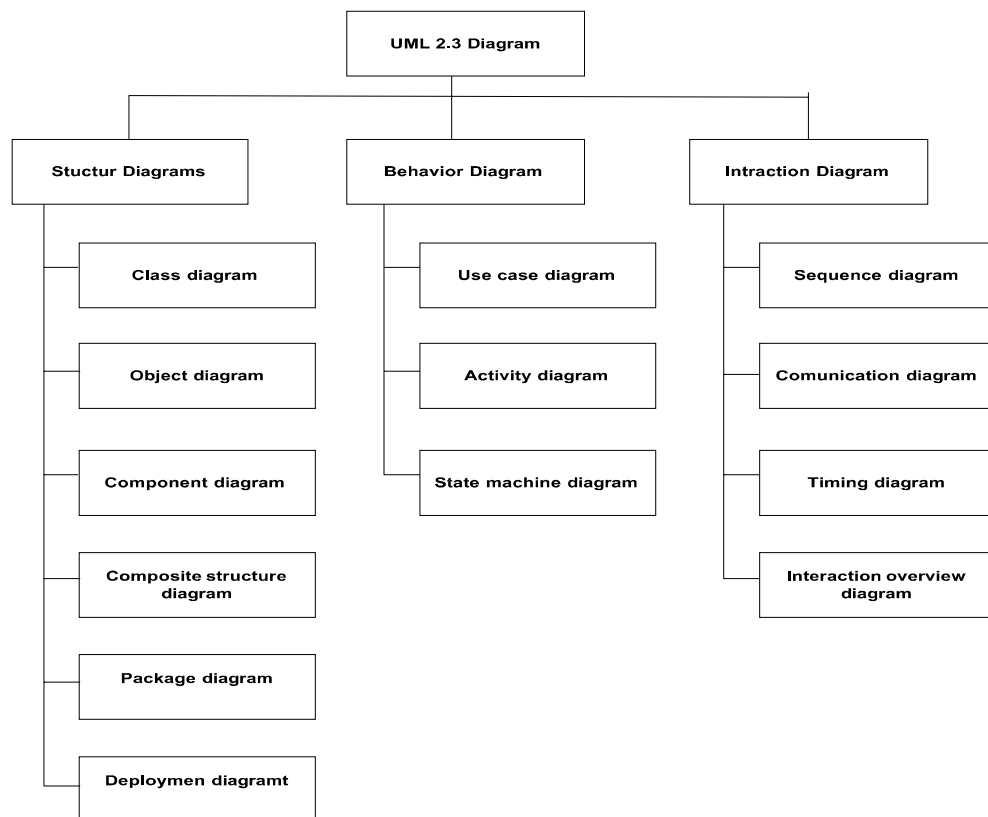 UML 2.3 Diagram
Stuctur Diagrams
Behavior Diagram
Intraction Diagram
Class diagram
Object diagram
Component diagram
Composite structure
diagram
Package diagram
Deploymen diagramt
Use case diagram
Activity diagram
State machine diagram
Sequence diagram
Comunication diagram
Timing diagram
Interaction overview
diagram